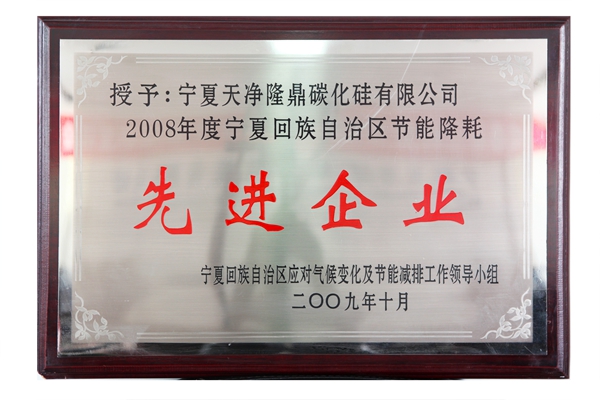 授予：宁夏天净隆鼎碳化硅有限公司
2008年度宁夏回族自治区节能降耗
先进企业
宁夏回族自治区应对气候变化及节能减排工作领导小组
二〇〇九年十月